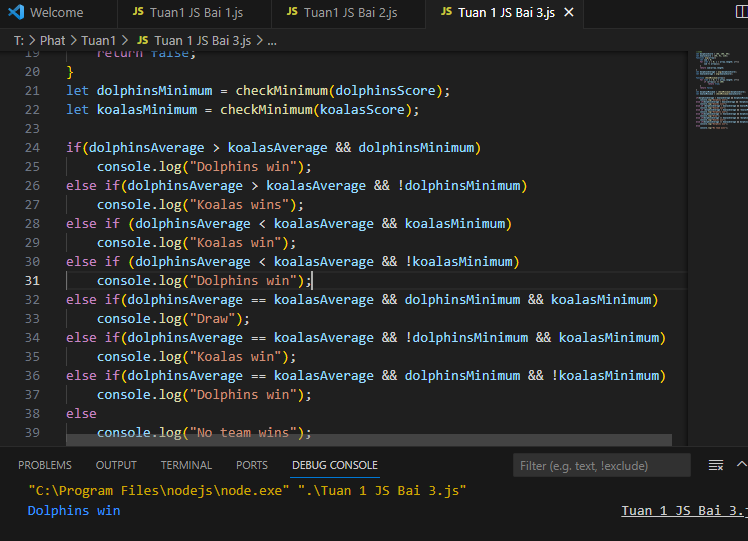 Welcome JS Tuan1 JS Bai 1.js JS Tuan1 JS Bai 2.js JS Tuan 1 JS Bai 3.js ×
T: > Phat > Tuan1 > JS Tuan 1 JS Bai 3.js > ...
19 return false;
20 }
21 let dolphinsMinimum = checkMinimum(dolphinsScore);
22 let koalasMinimum = checkMinimum(koalasScore);
23
24 if(dolphinsAverage > koalasAverage && dolphinsMinimum)
25 console.log("Dolphins win");
26 else if(dolphinsAverage > koalasAverage && !dolphinsMinimum)
27 console.log("Koalas wins");
28 else if (dolphinsAverage < koalasAverage && koalasMinimum)
29 console.log("Koalas win");
30 else if (dolphinsAverage < koalasAverage && !koalasMinimum)
31 console.log("Dolphins win");
32 else if(dolphinsAverage == koalasAverage && dolphinsMinimum && koalasMinimum)
33 console.log("Draw");
34 else if(dolphinsAverage == koalasAverage && !dolphinsMinimum && koalasMinimum)
35 console.log("Koalas win");
36 else if(dolphinsAverage == koalasAverage && dolphinsMinimum && !koalasMinimum)
37 console.log("Dolphins win");
38 else
39 console.log("No team wins");
PROBLEMS OUTPUT TERMINAL PORTS DEBUG CONSOLE Filter (e.g. text, !exclude)
"C:\Program Files\nodejs\node.exe" ".\Tuan 1 JS Bai 3.js"
Dolphins win Tuan 1 JS Bai 3.j